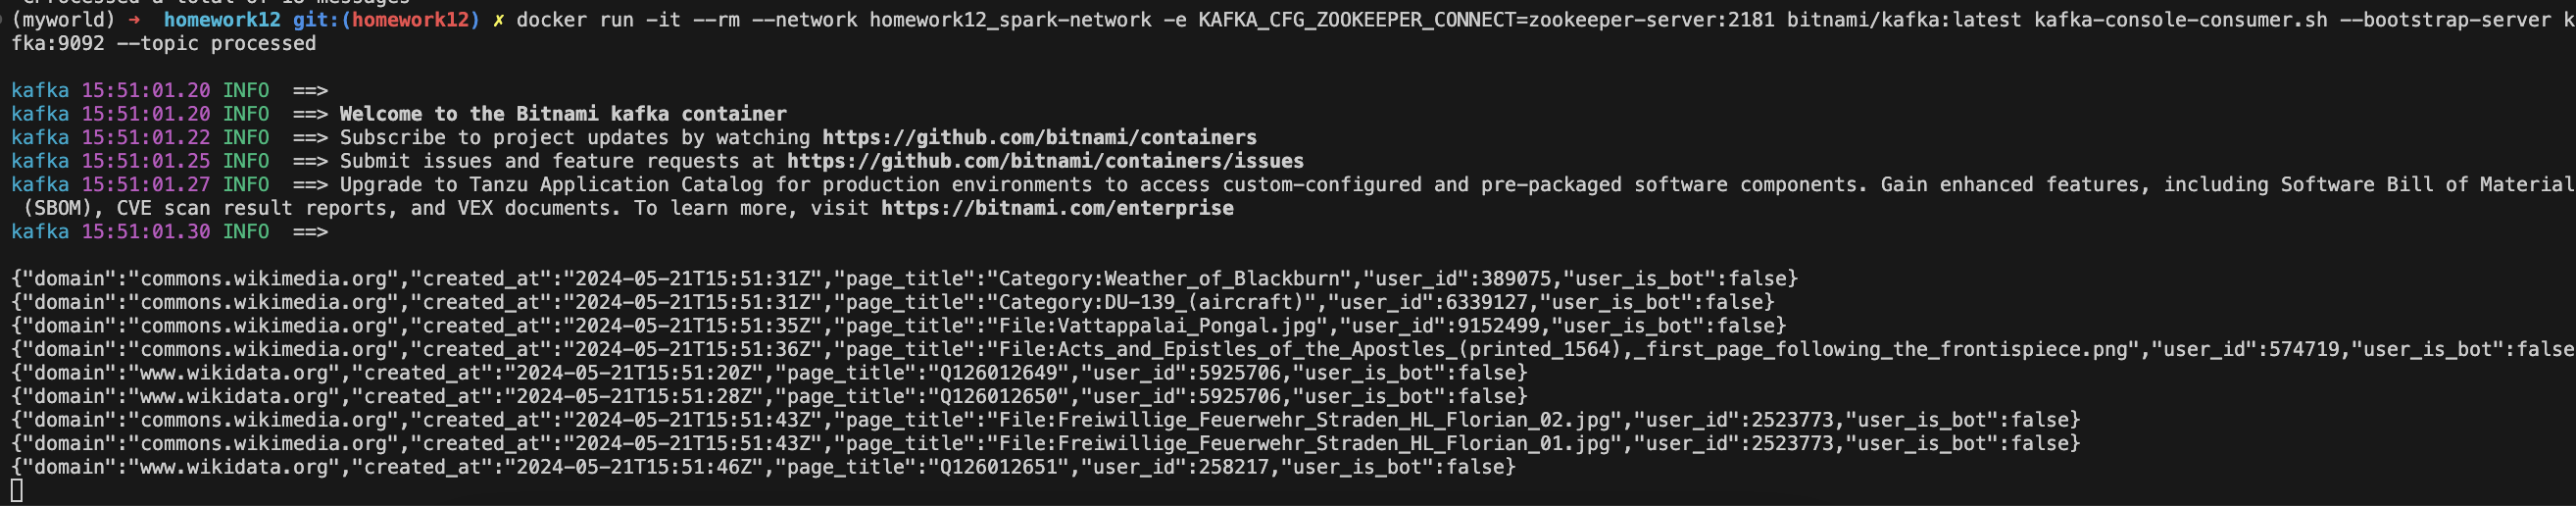 (myworld) ➜  homework12 git:(homework12) ✗ docker run -it --rm --network homework12_spark-network -e KAFKA_CFG_ZOOKEEPER_CONNECT=zookeeper-server:2181 bitnami/kafka:latest kafka-console-consumer.sh --bootstrap-server k
fka:9092 --topic processed
kafka 15:51:01.20 INFO  ==>
kafka 15:51:01.20 INFO  ==> Welcome to the Bitnami kafka container
kafka 15:51:01.22 INFO  ==> Subscribe to project updates by watching https://github.com/bitnami/containers
kafka 15:51:01.25 INFO  ==> Submit issues and feature requests at https://github.com/bitnami/containers/issues
kafka 15:51:01.27 INFO  ==> Upgrade to Tanzu Application Catalog for production environments to access custom-configured and pre-packaged software components. Gain enhanced features, including Software Bill of Material
(SBOM), CVE scan result reports, and VEX documents. To learn more, visit https://bitnami.com/enterprise
kafka 15:51:01.30 INFO  ==>
{"domain":"commons.wikimedia.org","created_at":"2024-05-21T15:51:31Z","page_title":"Category:Weather_of_Blackburn","user_id":389075,"user_is_bot":false}
{"domain":"commons.wikimedia.org","created_at":"2024-05-21T15:51:31Z","page_title":"Category:DU-139_(aircraft)","user_id":6339127,"user_is_bot":false}
{"domain":"commons.wikimedia.org","created_at":"2024-05-21T15:51:35Z","page_title":"File:Vattappalai_Pongal.jpg","user_id":9152499,"user_is_bot":false}
{"domain":"commons.wikimedia.org","created_at":"2024-05-21T15:51:36Z","page_title":"File:Acts_and_Epistles_of_the_Apostles_(printed_1564),_first_page_following_the_frontispiece.png","user_id":574719,"user_is_bot":false
{"domain":"www.wikidata.org","created_at":"2024-05-21T15:51:20Z","page_title":"Q126012649","user_id":5925706,"user_is_bot":false}
{"domain":"www.wikidata.org","created_at":"2024-05-21T15:51:28Z","page_title":"Q126012650","user_id":5925706,"user_is_bot":false}
{"domain":"commons.wikimedia.org","created_at":"2024-05-21T15:51:43Z","page_title":"File:Freiwillige_Feuerwehr_Straden_HL_Florian_02.jpg","user_id":2523773,"user_is_bot":false}
{"domain":"commons.wikimedia.org","created_at":"2024-05-21T15:51:43Z","page_title":"File:Freiwillige_Feuerwehr_Straden_HL_Florian_01.jpg","user_id":2523773,"user_is_bot":false}
{"domain":"www.wikidata.org","created_at":"2024-05-21T15:51:46Z","page_title":"Q126012651","user_id":258217,"user_is_bot":false}